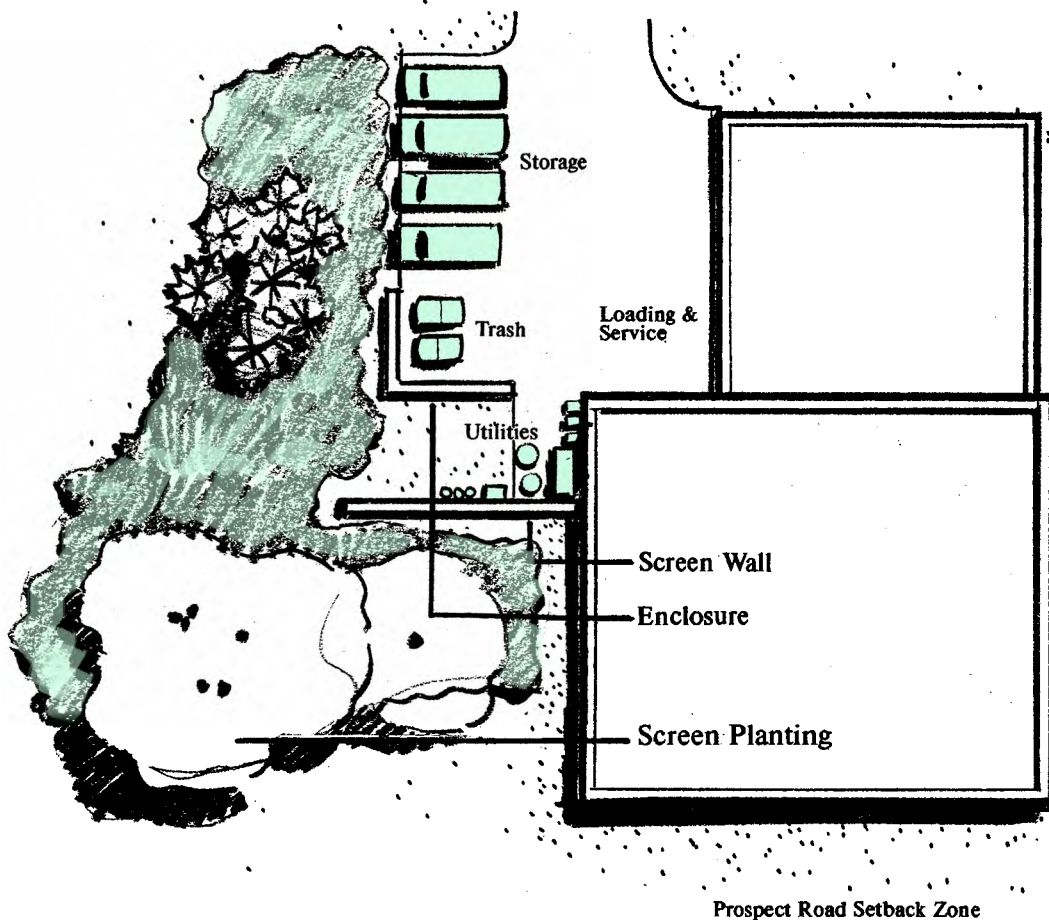 Storage
Trash
Loading &
Service
Utilities
Screen Wall
Enclosure
Screen Planting
Prospect Road Setback Zone